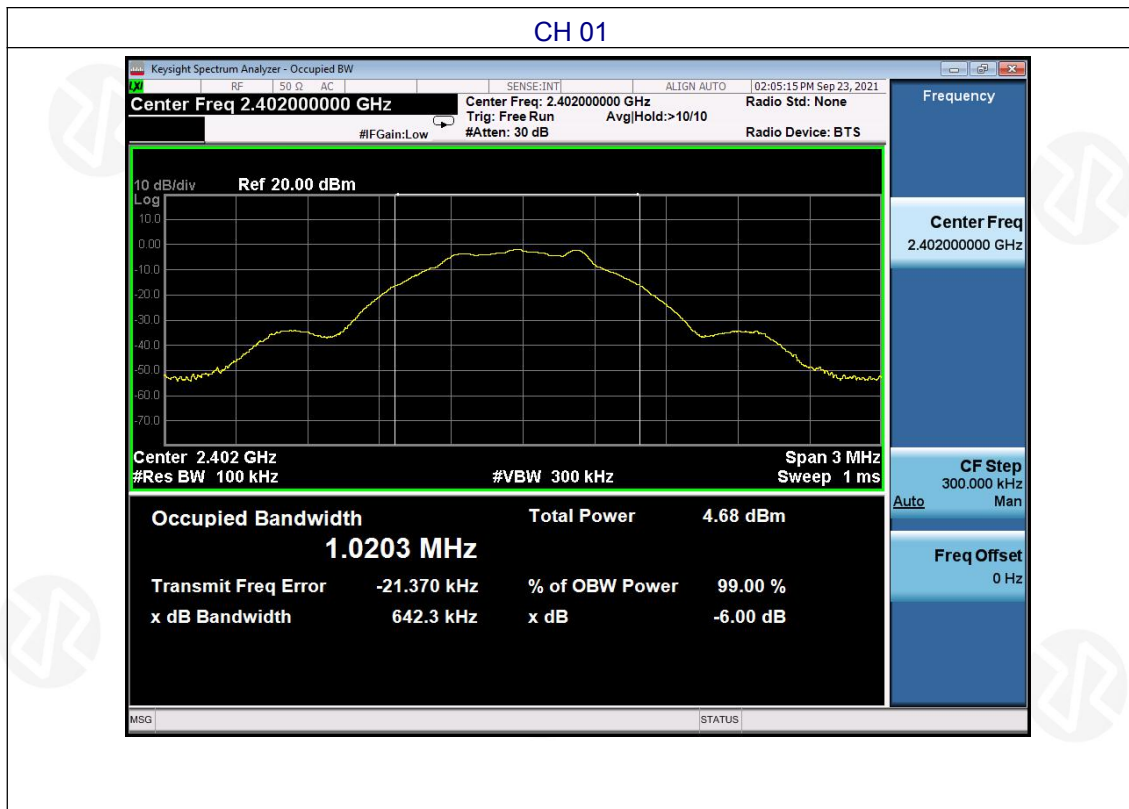 CH 01
Keysight Spectrum Analyzer - Occupied BW
LXI RF 50 Ω AC SENSE:INT ALIGN AUTO 02:05:15 PM Sep 23, 2021
Center Freq 2.402000000 GHz Center Freq: 2.402000000 GHz Radio Std: None
Trig: Free Run Avg|Hold:>10/10
#IFGain:Low #Atten: 30 dB Radio Device: BTS
10 dB/div Ref 20.00 dBm
Log
10.0
0.00
-10.0
-20.0
-30.0
-40.0
-50.0
-60.0
-70.0
Center 2.402 GHz Span 3 MHz
#Res BW 100 kHz #VBW 300 kHz Sweep 1 ms
Occupied Bandwidth Total Power 4.68 dBm
1.0203 MHz
Transmit Freq Error -21.370 kHz % of OBW Power 99.00 %
x dB Bandwidth 642.3 kHz x dB -6.00 dB
Frequency
Center Freq
2.402000000 GHz
CF Step
300.000 kHz
Auto Man
Freq Offset
0 Hz
MSG STATUS